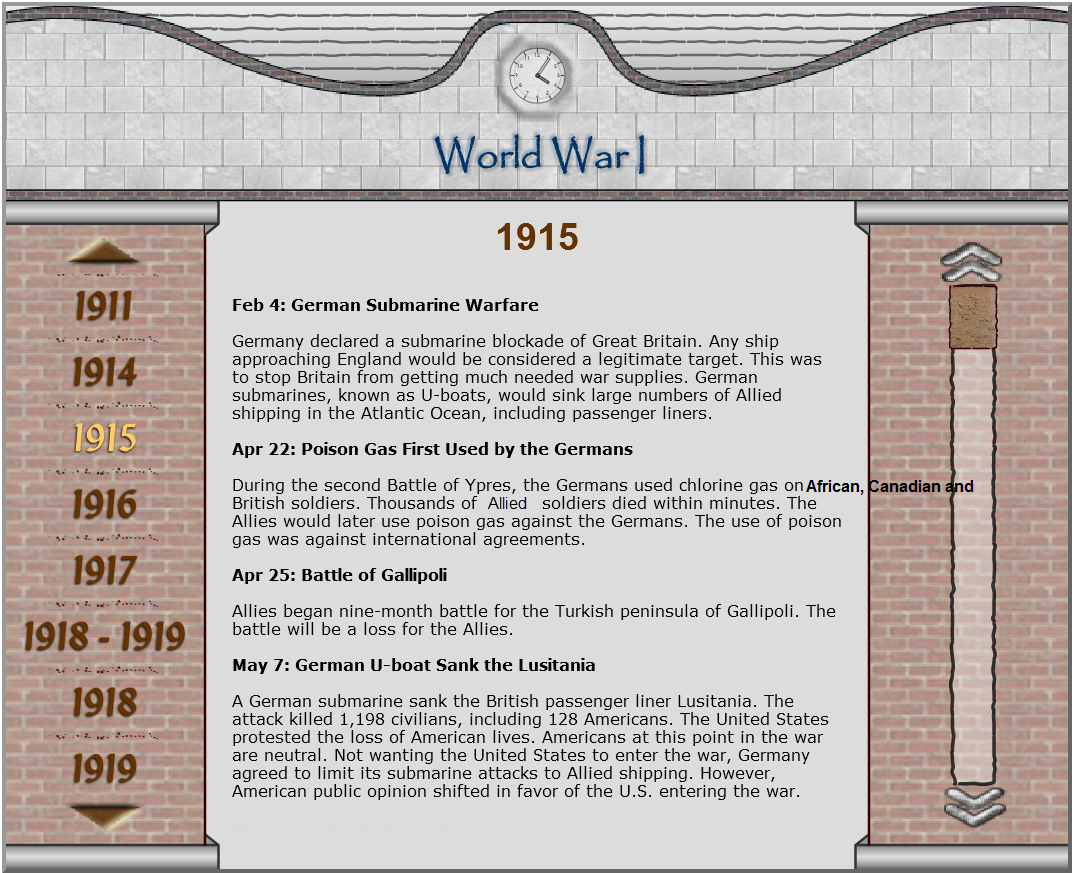 World War I
1915
1911
1914
1915
1916
1917
1918 - 1919
1918
1919
Feb 4: German Submarine Warfare
Germany declared a submarine blockade of Great Britain. Any ship
approaching England would be considered a legitimate target. This was
to stop Britain from getting much needed war supplies. German
submarines, known as U-boats, would sink large numbers of Allied
shipping in the Atlantic Ocean, including passenger liners.
Apr 22: Poison Gas First Used by the Germans
During the second Battle of Ypres, the Germans used chlorine gas on African, Canadian and
British soldiers. Thousands of Allied soldiers died within minutes. The
Allies would later use poison gas against the Germans. The use of poison
gas was against international agreements.
Apr 25: Battle of Gallipoli
Allies began nine-month battle for the Turkish peninsula of Gallipoli. The
battle will be a loss for the Allies.
May 7: German U-boat Sank the Lusitania
A German submarine sank the British passenger liner Lusitania. The
attack killed 1,198 civilians, including 128 Americans. The United States
protested the loss of American lives. Americans at this point in the war
are neutral. Not wanting the United States to enter the war, Germany
agreed to limit its submarine attacks to Allied shipping. However,
American public opinion shifted in favor of the U.S. entering the war.